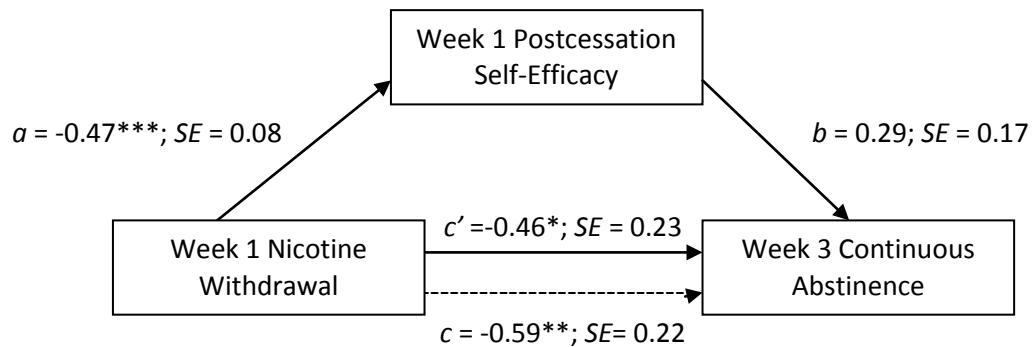 Week 1 Postcessation
Self-Efficacy
a = -0.47***; SE = 0.08
b = 0.29; SE = 0.17
Week 1 Nicotine
Withdrawal
c’ =-0.46*; SE = 0.23
Week 3 Continuous
Abstinence
c = -0.59**; SE= 0.22